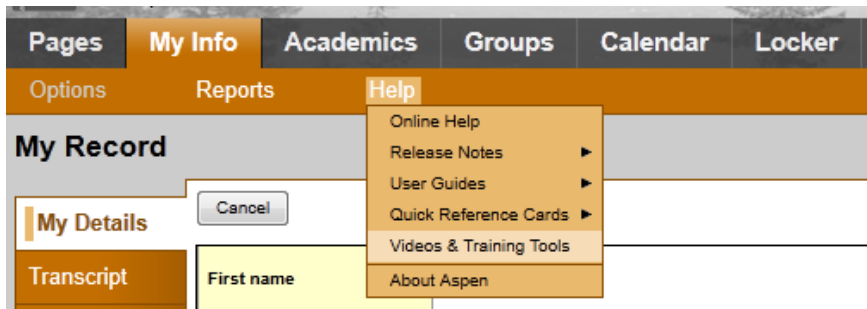 Pages My Info Academics Groups Calendar Locker
Options Reports Help
Online Help
My Record
Release Notes
User Guides
My Details
Cancel
Quick Reference Cards
Videos & Training Tools
Transcript
First name
About Aspen